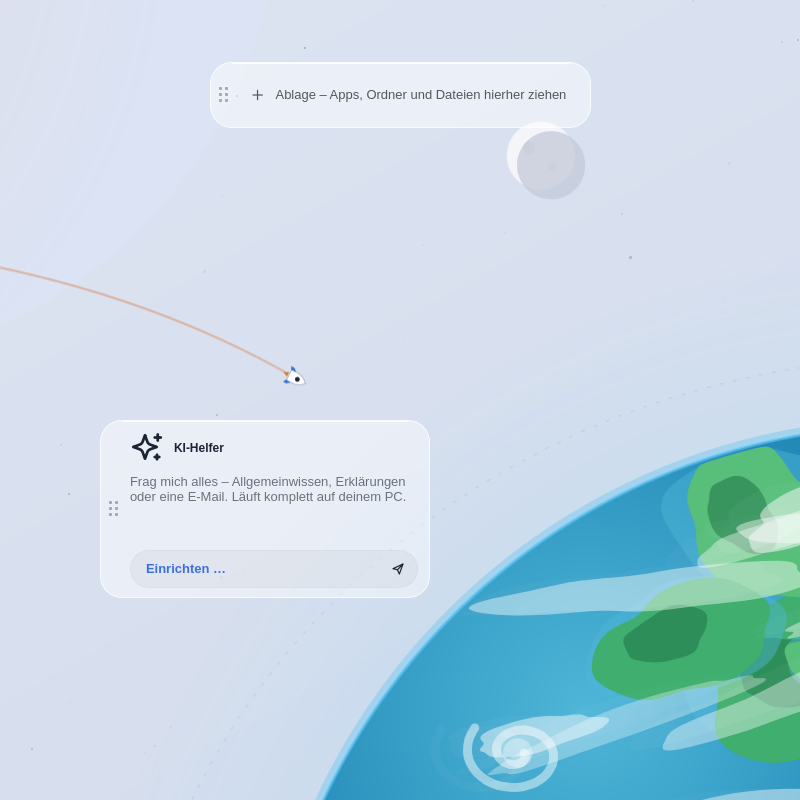 Ablage – Apps, Ordner und Dateien hierher ziehen
KI-Helfer
Frag mich alles – Allgemeinwissen, Erklärungen
oder eine E-Mail. Läuft komplett auf deinem PC.
Einrichten …